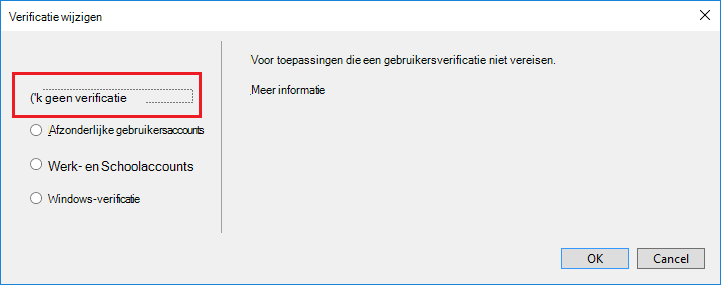 Verificatie wijzigen
('k geen verificatie
Afzonderlijke gebruikersaccounts
Werk- en Schoolaccounts
Windows-verificatie
Voor toepassingen die een gebruikersverificatie niet vereisen.
Meer informatie
OK
Cancel